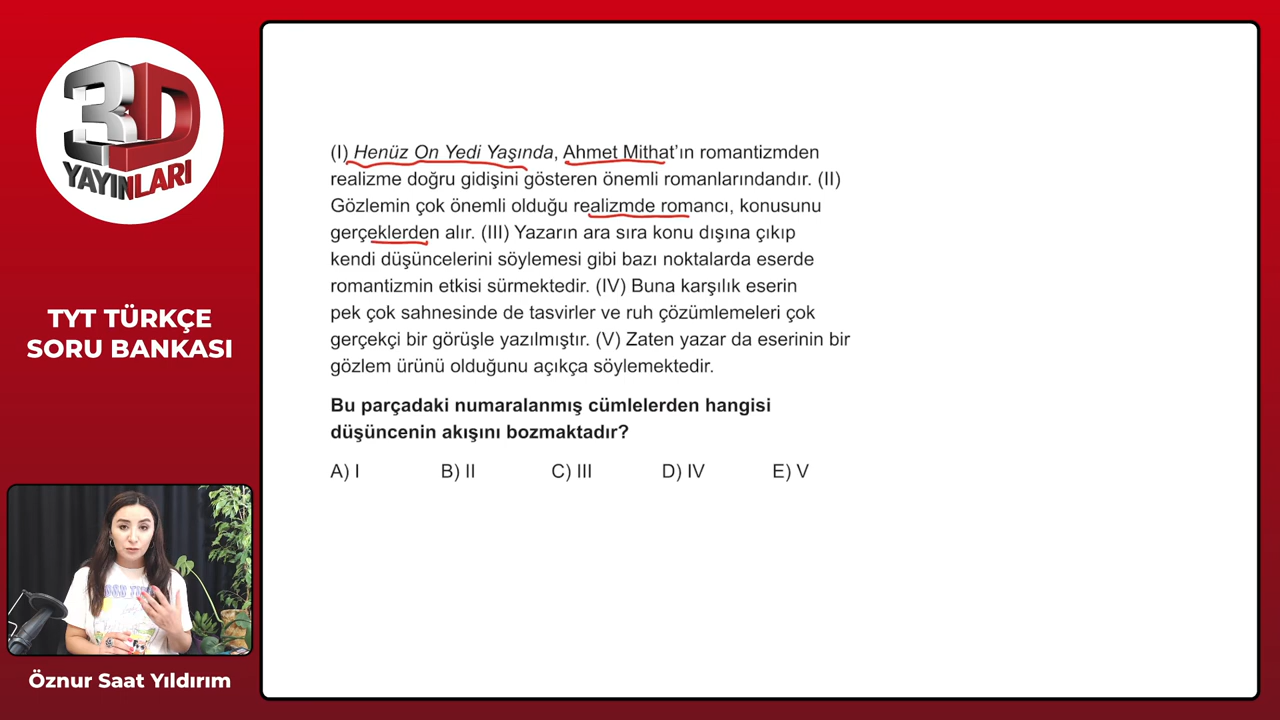 3D
YAYINLARI
TYT TÜRKÇE
SORU BANKASI
Öznur Saat Yıldırım
(I) Henüz On Yedi Yaşında, Ahmet Mithat’ın romantizmden
realizme doğru gidişini gösteren önemli romanlarındandır. (II)
Gözlemin çok önemli olduğu realizmde romancı, konusunu
gerçeklerden alır. (III) Yazarın ara sıra konu dışına çıkıp
kendi düşüncelerini söylemesi gibi bazı noktalarda eserde
romantizmin etkisi sürmektedir. (IV) Buna karşılık eserin
pek çok sahnesinde de tasvirler ve ruh çözümlemeleri çok
gerçekçi bir görüşle yazılmıştır. (V) Zaten yazar da eserinin bir
gözlem ürünü olduğunu açıkça söylemektedir.
Bu parçadaki numaralanmış cümlelerden hangisi
düşüncenin akışını bozmaktadır?
A) I B) II C) III D) IV E) V